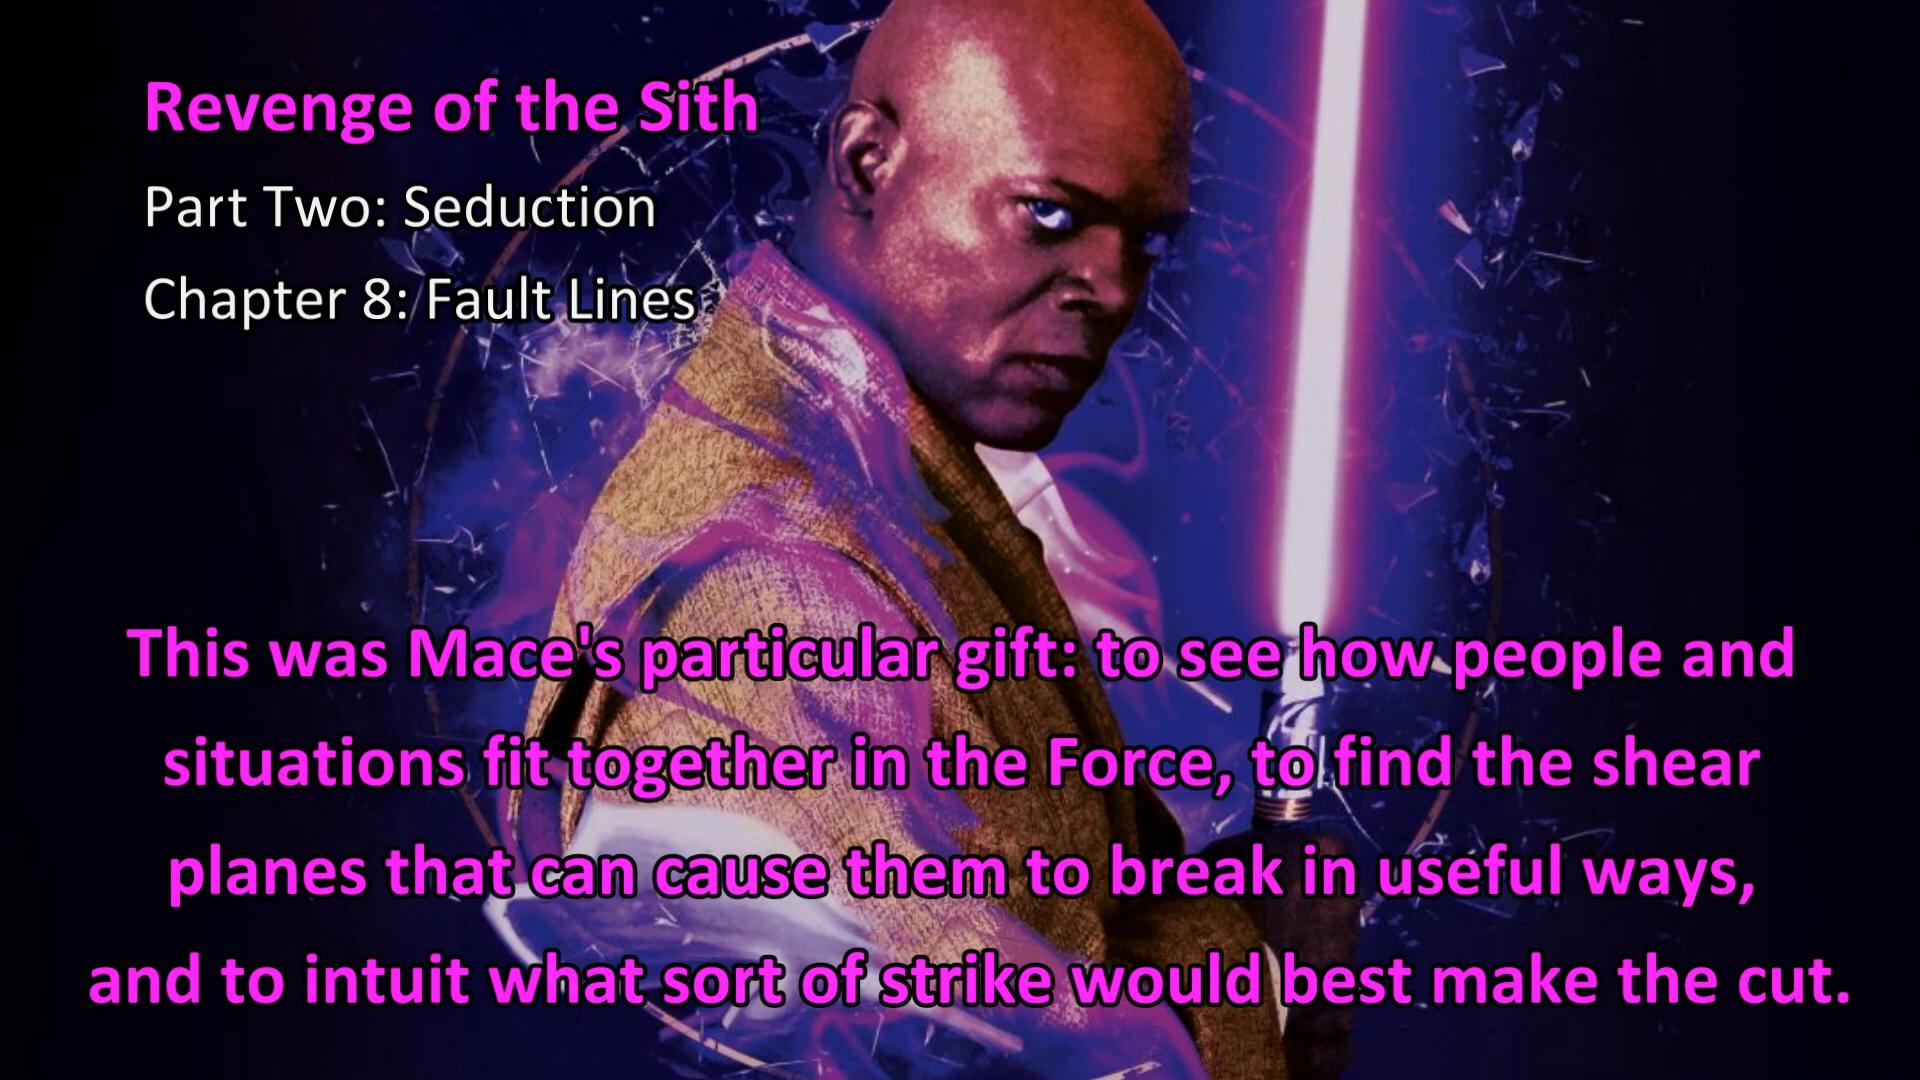 Revenge of the Sith
Part Two: Seduction
Chapter 8: Fault Lines
This was Mace's particular gift: to see how people and
situations fit together in the Force, to find the shear
planes that can cause them to break in useful ways,
and to intuit what sort of strike would best make the cut.